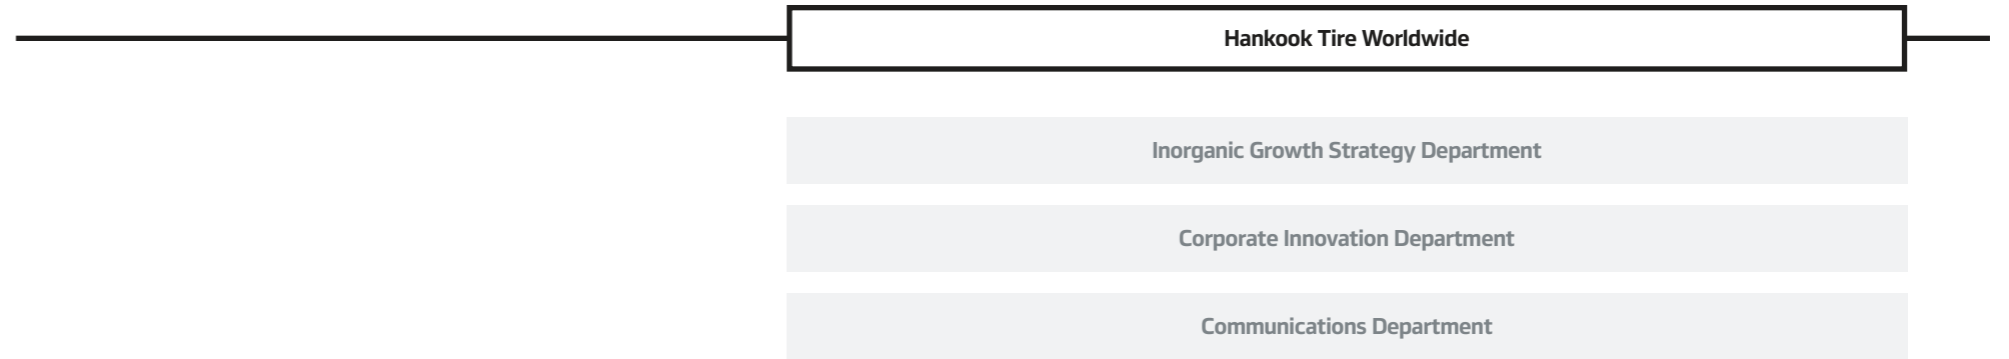 Hankook Tire Worldwide
Inorganic Growth Strategy Department
Corporate Innovation Department
Communications Department